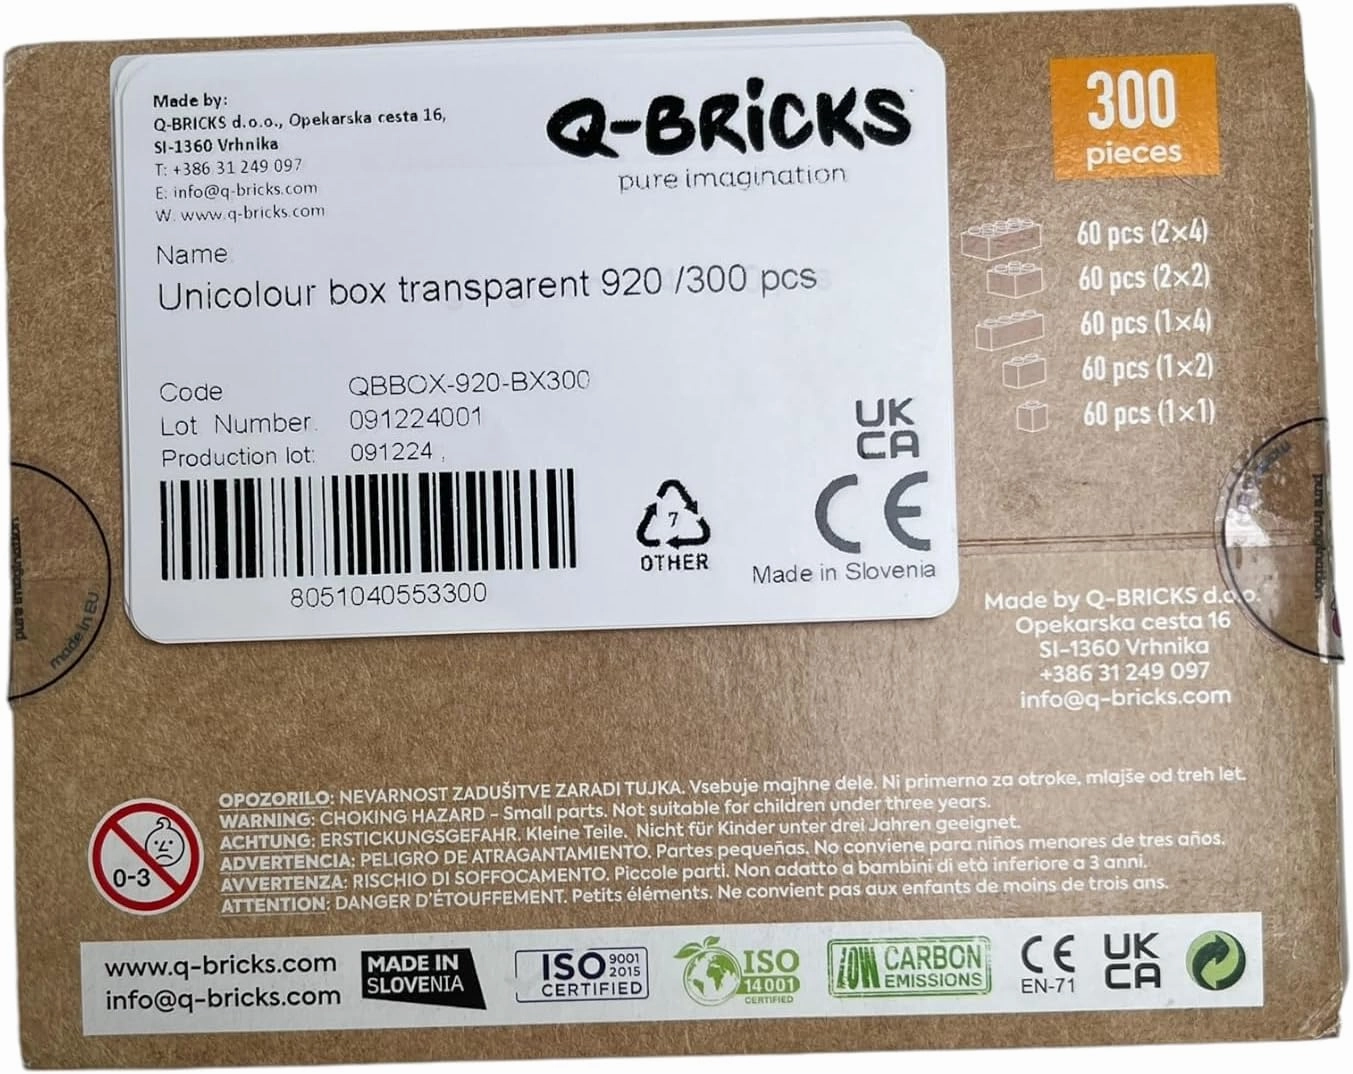 Made by:
Q-BRICKS d.o.o., Opekarska cesta 16,
SI-1360 Vrhnika
T: +386 31 249 097
E: info@q-bricks.com
W. www.q-bricks.com
Q-BRiCKS
pure imagination
Name
Unicolour box transparent 920 /300 pcs
Code QBBOX-920-BX300
Lot Number. 091224001
Production lot: 091224
8051040553300
7
OTHER
UK
CA
CE
Made in Slovenia
300
pieces
60 pcs (2×4)
60 pcs (2×2)
60 pcs (1×4)
60 pcs (1×2)
60 pcs (1×1)
pure imagination
made in EU
pure imagination
Made by Q-BRICKS d.o.o.
Opekarska cesta 16
SI-1360 Vrhnika
+386 31 249 097
info@q-bricks.com
0-3
OPOZORILO: NEVARNOST ZADUŠITVE ZARADI TUJKA. Vsebuje majhne dele. Ni primerno za otroke, mlajše od treh let.
WARNING: CHOKING HAZARD - Small parts. Not suitable for children under three years.
ACHTUNG: ERSTICKUNGSGEFAHR. Kleine Teile. Nicht für Kinder unter drei Jahren geeignet.
ADVERTENCIA: PELIGRO DE ATRAGANTAMIENTO. Partes pequeñas. No conviene para niños menores de tres años.
AVVERTENZA: RISCHIO DI SOFFOCAMENTO. Piccole parti. Non adatto a bambini di età inferiore a 3 anni.
ATTENTION: DANGER D'ÉTOUFFEMENT. Petits éléments. Ne convient pas aux enfants de moins de trois ans.
www.q-bricks.com
info@q-bricks.com
MADE IN
SLOVENIA
ISO 9001 2015
CERTIFIED
ISO
14001
CERTIFIED
LOW CARBON
EMISSIONS
CE
EN-71
UK
CA